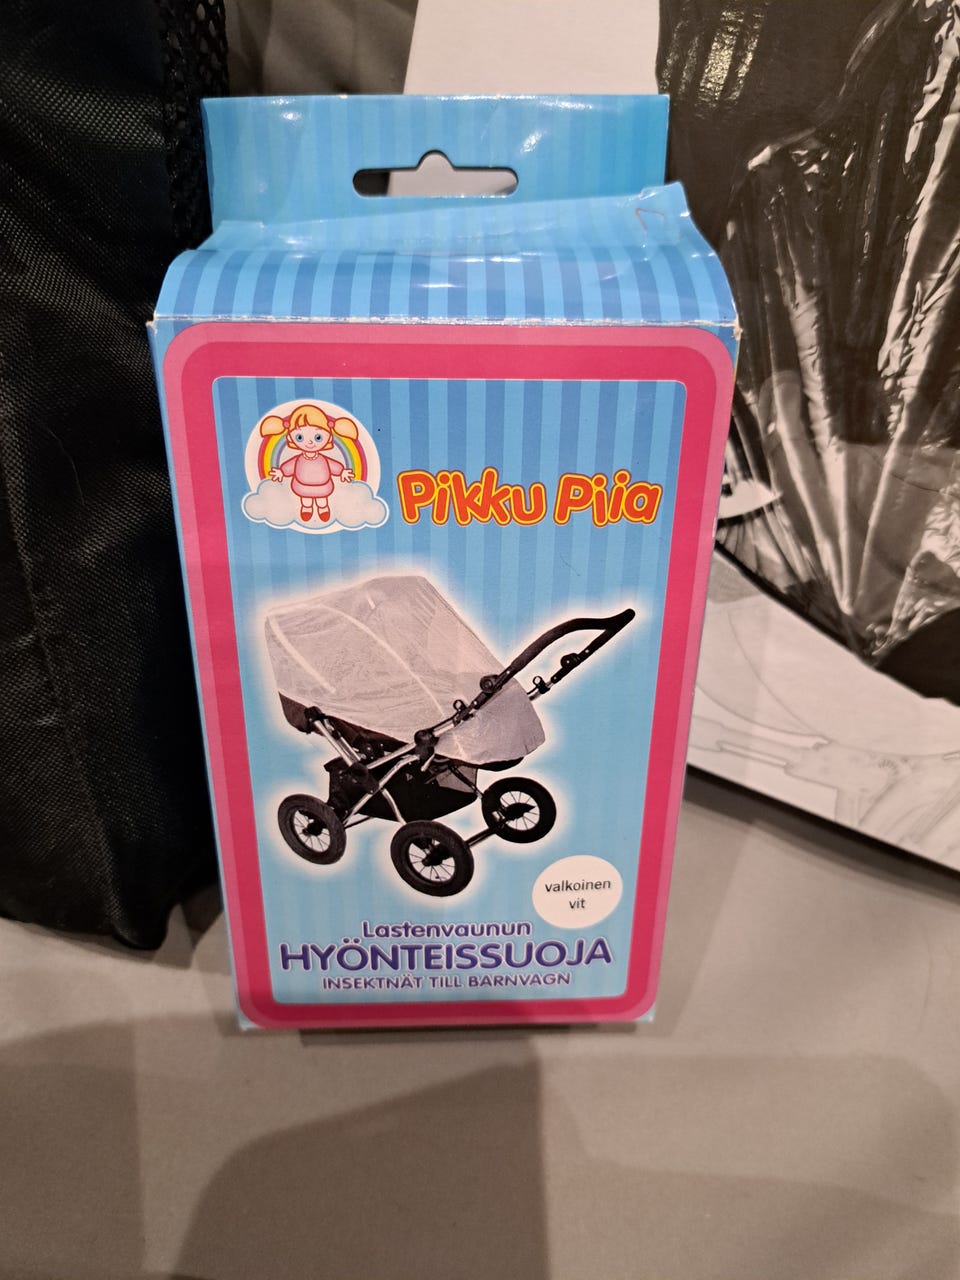 Pikku Piia
valkoinen
vit
Lastenvaunun
HYÖNTEISSUOJA
INSEKTNÄT TILL BARNVAGN